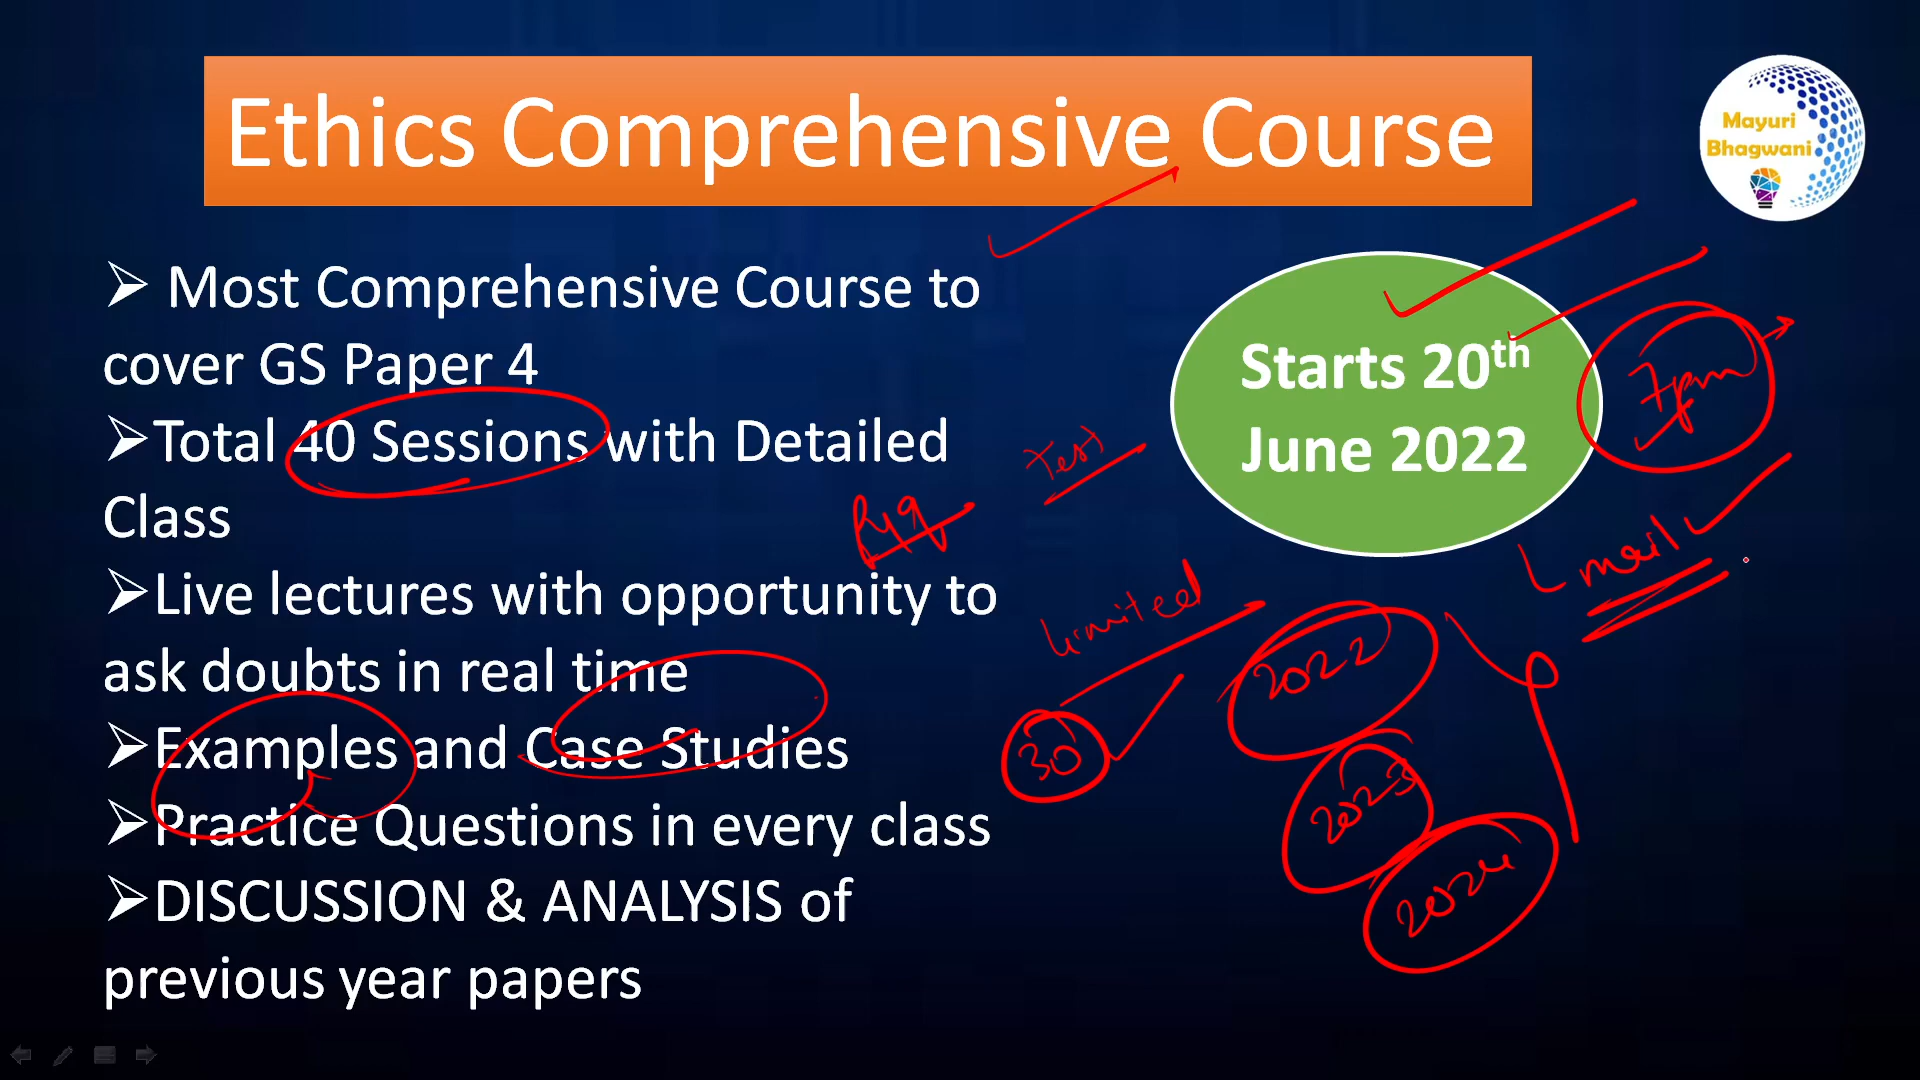 Ethics Comprehensive Course
Mayuri
Bhagwani
➢ Most Comprehensive Course to
cover GS Paper 4
➢Total 40 Sessions with Detailed
Class
➢Live lectures with opportunity to
ask doubts in real time
➢Examples and Case Studies
➢Practice Questions in every class
➢DISCUSSION & ANALYSIS of
previous year papers
Starts 20th
June 2022
7pm
Test
Pyq
mail
limited
30
2022
2023
2024